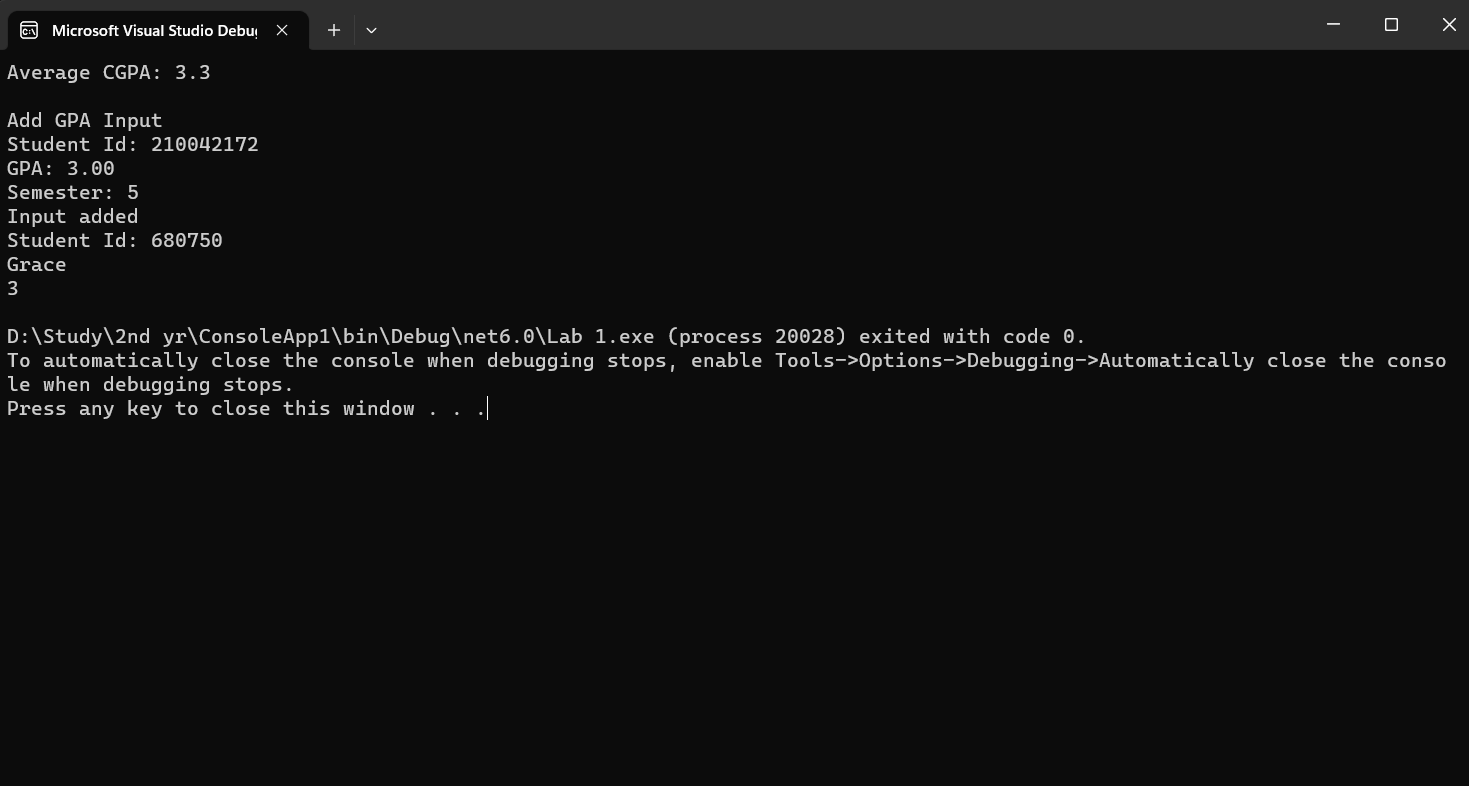 Microsoft Visual Studio Debu
Average CGPA: 3.3
Add GPA Input
Student Id: 210042172
GPA: 3.00
Semester: 5
Input added
Student Id: 680750
Grace
3
D:\Study\2nd yr\ConsoleApp1\bin\Debug\net6.0\Lab 1.exe (process 20028) exited with code 0.
To automatically close the console when debugging stops, enable Tools->Options->Debugging->Automatically close the conso
le when debugging stops.
Press any key to close this window . . .